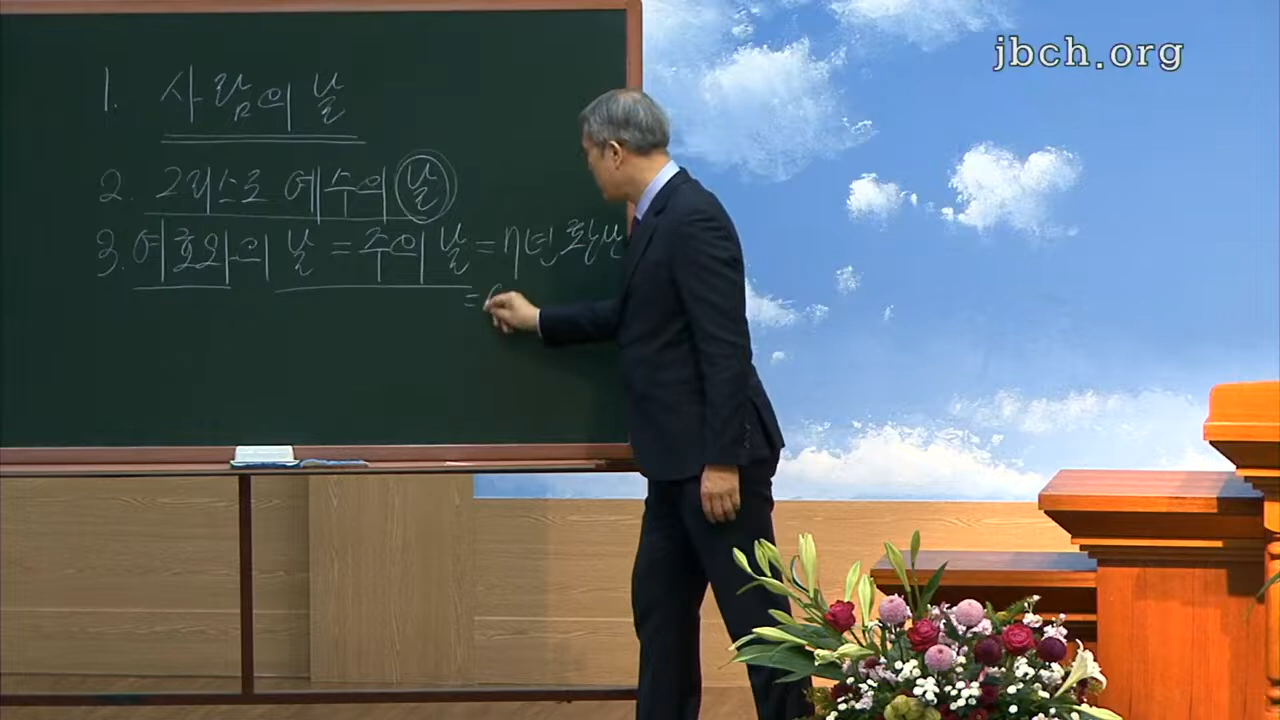 jbch.org
1. 사람의 날
2. 그리스도 예수의 날
3. 여호와의 날 = 주의 날 = 7년 환난
=